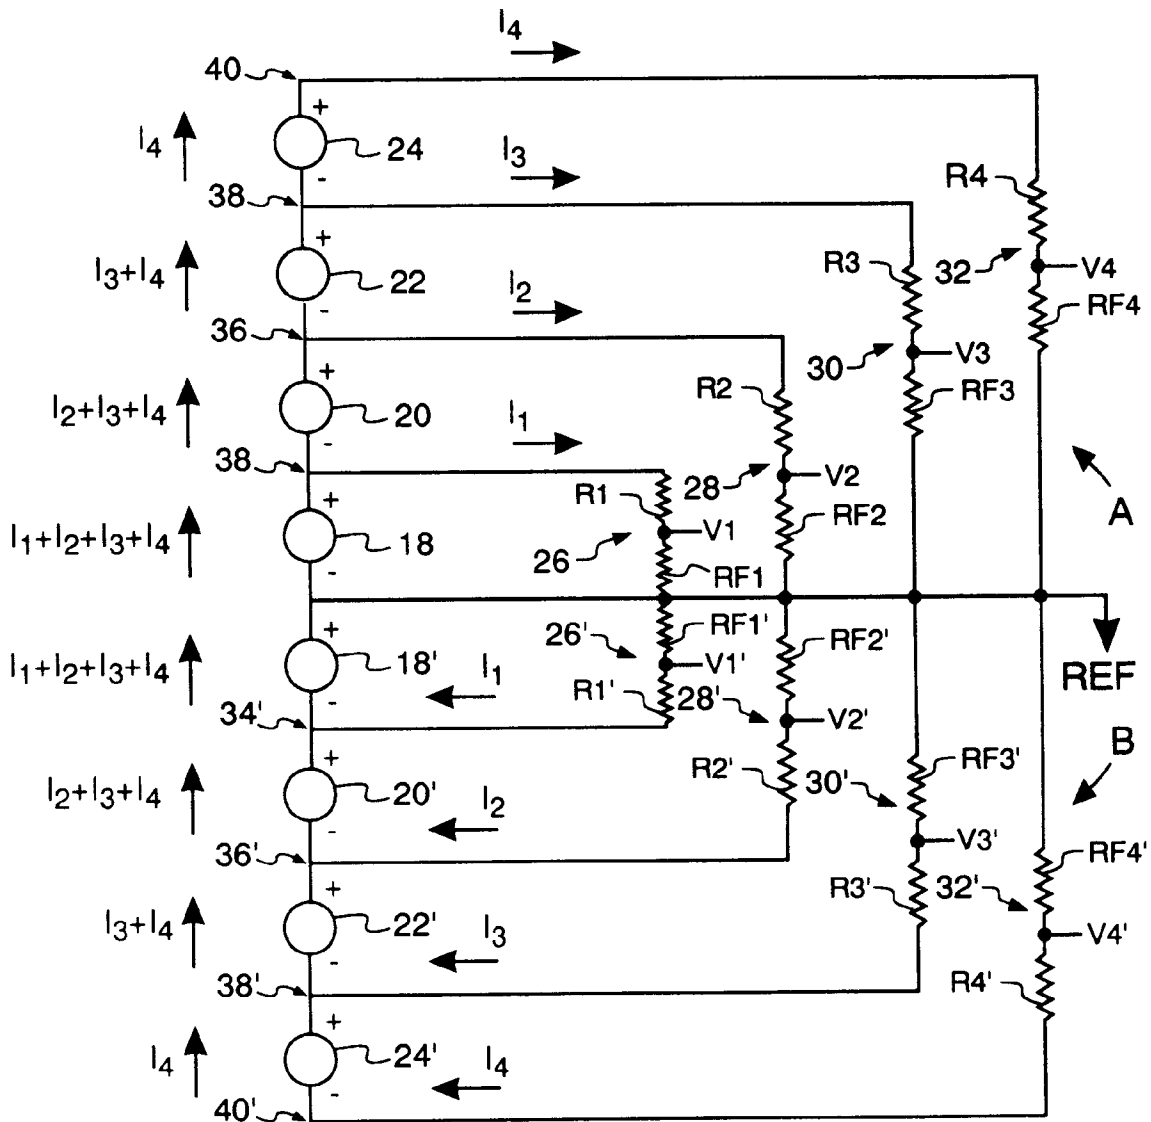 I4
40
+
I4
24
-
I3
38
+
R4
I3+I4
22
R3
32
V4
-
I2
RF4
36
30
V3
+
R2
RF3
I2+I3+I4
20
I1
-
38
28
V2
+
R1
A
I1+I2+I3+I4
18
26
V1
RF2
-
RF1
+
26'
RF1'
RF2'
I1+I2+I3+I4
18'
I1
V1'
REF
-
R1'
28'
34'
V2'
B
+
R2'
RF3'
I2+I3+I4
20'
30'
I2
-
V3'
36'
RF4'
+
R3'
32'
I3+I4
22'
I3
V4'
-
38'
R4'
+
I4
24'
I4
-
40'